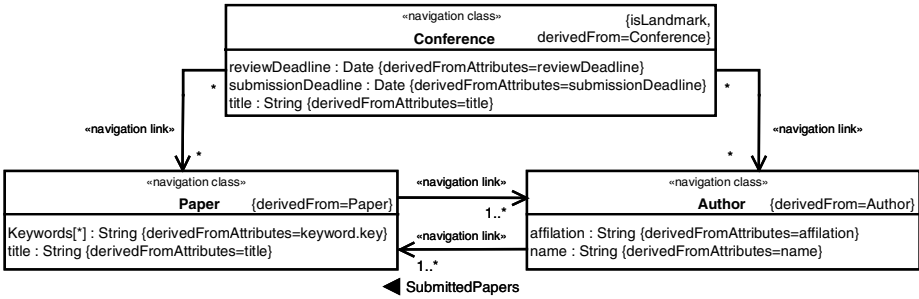 «navigation class»
{isLandmark,
Conference
derivedFrom=Conference}
reviewDeadline : Date {derivedFromAttributes=reviewDeadline}
submissionDeadline : Date {derivedFromAttributes=submissionDeadline}
title : String {derivedFromAttributes=title}
*
*
«navigation link»
«navigation link»
*
*
«navigation class»
Paper {derivedFrom=Paper}
Keywords[*] : String {derivedFromAttributes=keyword.key}
title : String {derivedFromAttributes=title}
«navigation link»
1..*
«navigation link»
1..*
◀ SubmittedPapers
«navigation class»
Author {derivedFrom=Author}
affilation : String {derivedFromAttributes=affilation}
name : String {derivedFromAttributes=name}